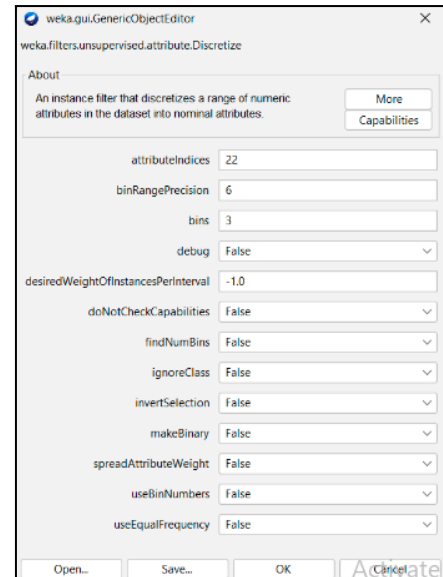 weka.gui.GenericObjectEditor
weka.filters.unsupervised.attribute.Discretize
About
An instance filter that discretizes a range of numeric
attributes in the dataset into nominal attributes.
More
Capabilities
attributeIndices 22
binRangePrecision 6
bins 3
debug False
desiredWeightOfInstancesPerInterval -1.0
doNotCheckCapabilities False
findNumBins False
ignoreClass False
invertSelection False
makeBinary False
spreadAttributeWeight False
useBinNumbers False
useEqualFrequency False
Open... Save... OK Cancel
Activate